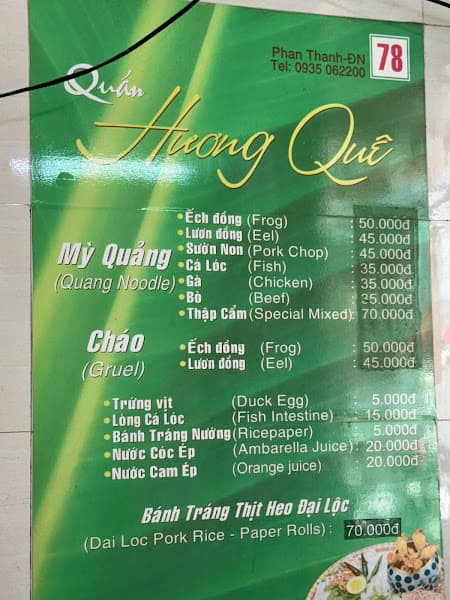 Phan Thanh-ĐN 78
Tel: 0935 062200
Quán
Hương Quê
Mỳ Quảng
(Quang Noodle)
• Ếch đồng (Frog) : 50.000đ
• Lươn đồng (Eel) : 45.000đ
• Sườn Non (Pork Chop) : 45.000đ
• Cá Lóc (Fish) : 35.000đ
• Gà (Chicken) : 35.000đ
• Bò (Beef) : 25.000đ
• Thập Cẩm (Special Mixed): 70.000đ
Cháo
(Gruel)
• Ếch đồng (Frog) : 50.000đ
• Lươn đồng (Eel) : 45.000đ
• Trứng vịt (Duck Egg) : 5.000đ
• Lòng Cá Lóc (Fish Intestine) : 15.000đ
• Bánh Tráng Nướng (Ricepaper) : 5.000đ
• Nước Cóc Ép (Ambarella Juice) : 20.000đ
• Nước Cam Ép (Orange juice) : 20.000đ
Bánh Tráng Thịt Heo Đại Lộc
(Dai Loc Pork Rice - Paper Rolls) : 70.000đ